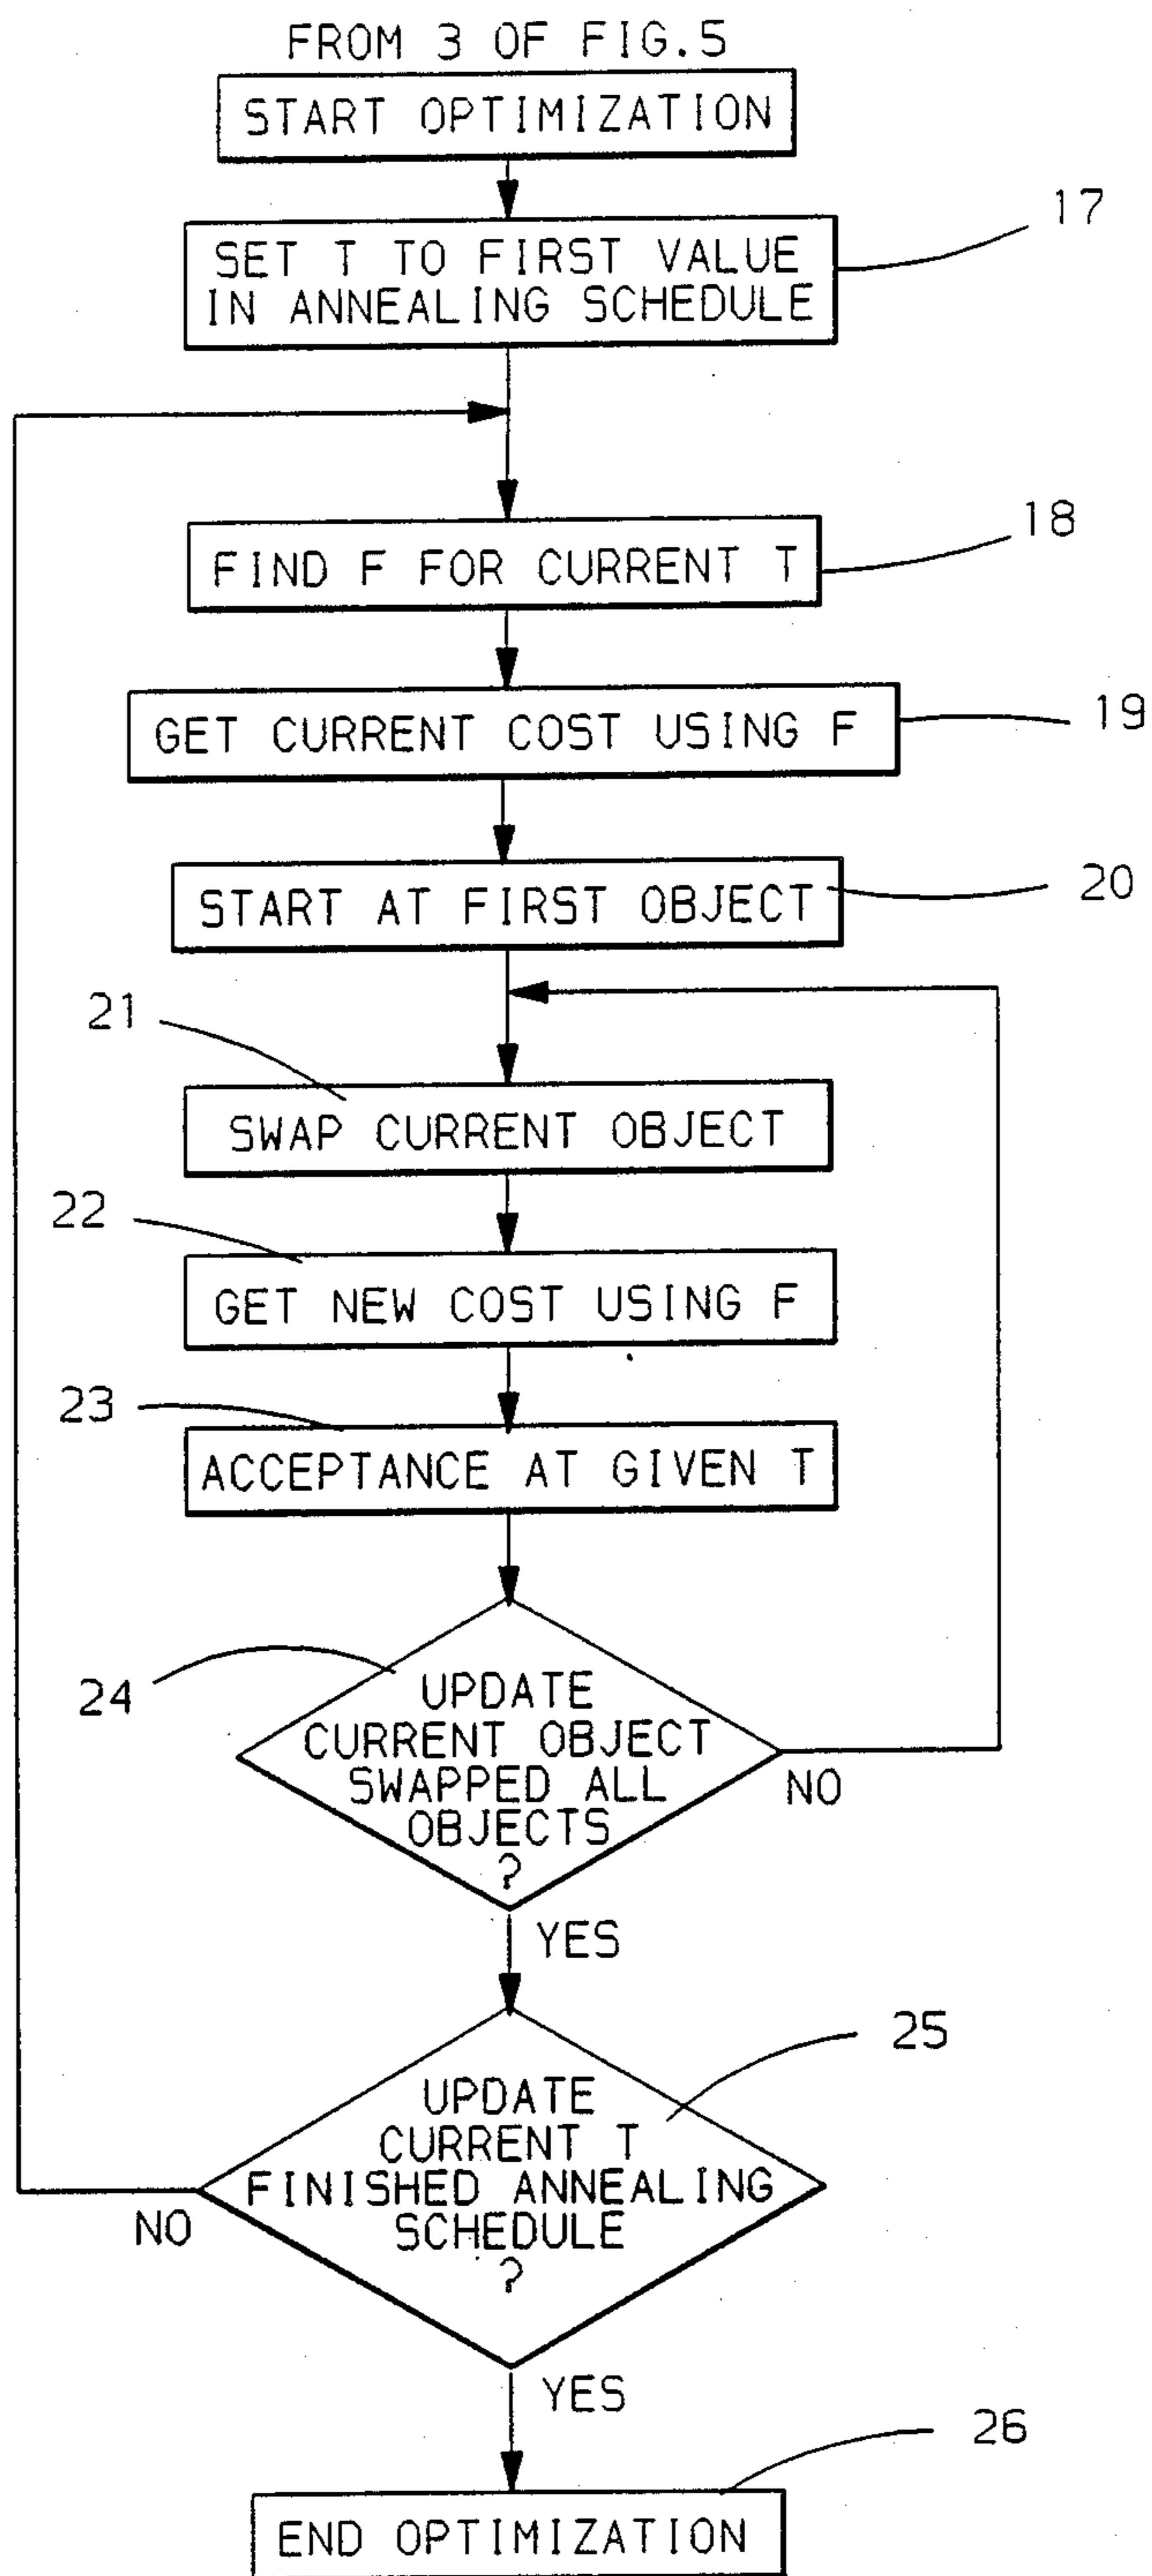 FROM 3 OF FIG.5
START OPTIMIZATION
17
SET T TO FIRST VALUE
IN ANNEALING SCHEDULE
18
FIND F FOR CURRENT T
19
GET CURRENT COST USING F
20
START AT FIRST OBJECT
21
SWAP CURRENT OBJECT
22
GET NEW COST USING F
23
ACCEPTANCE AT GIVEN T
24
UPDATE
CURRENT OBJECT
SWAPPED ALL
OBJECTS
?
NO
YES
25
UPDATE
CURRENT T
FINISHED ANNEALING
SCHEDULE
?
NO
YES
26
END OPTIMIZATION